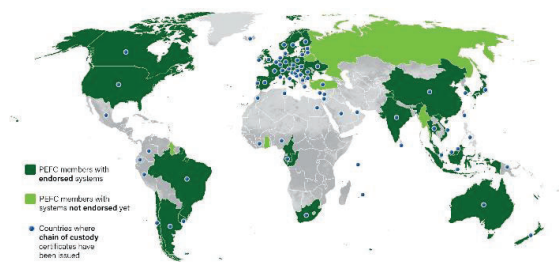 PEFC members with
endorsed systems
PEFC members with
systems not endorsed yet
Countries where
chain of custody
certificates have
been issued